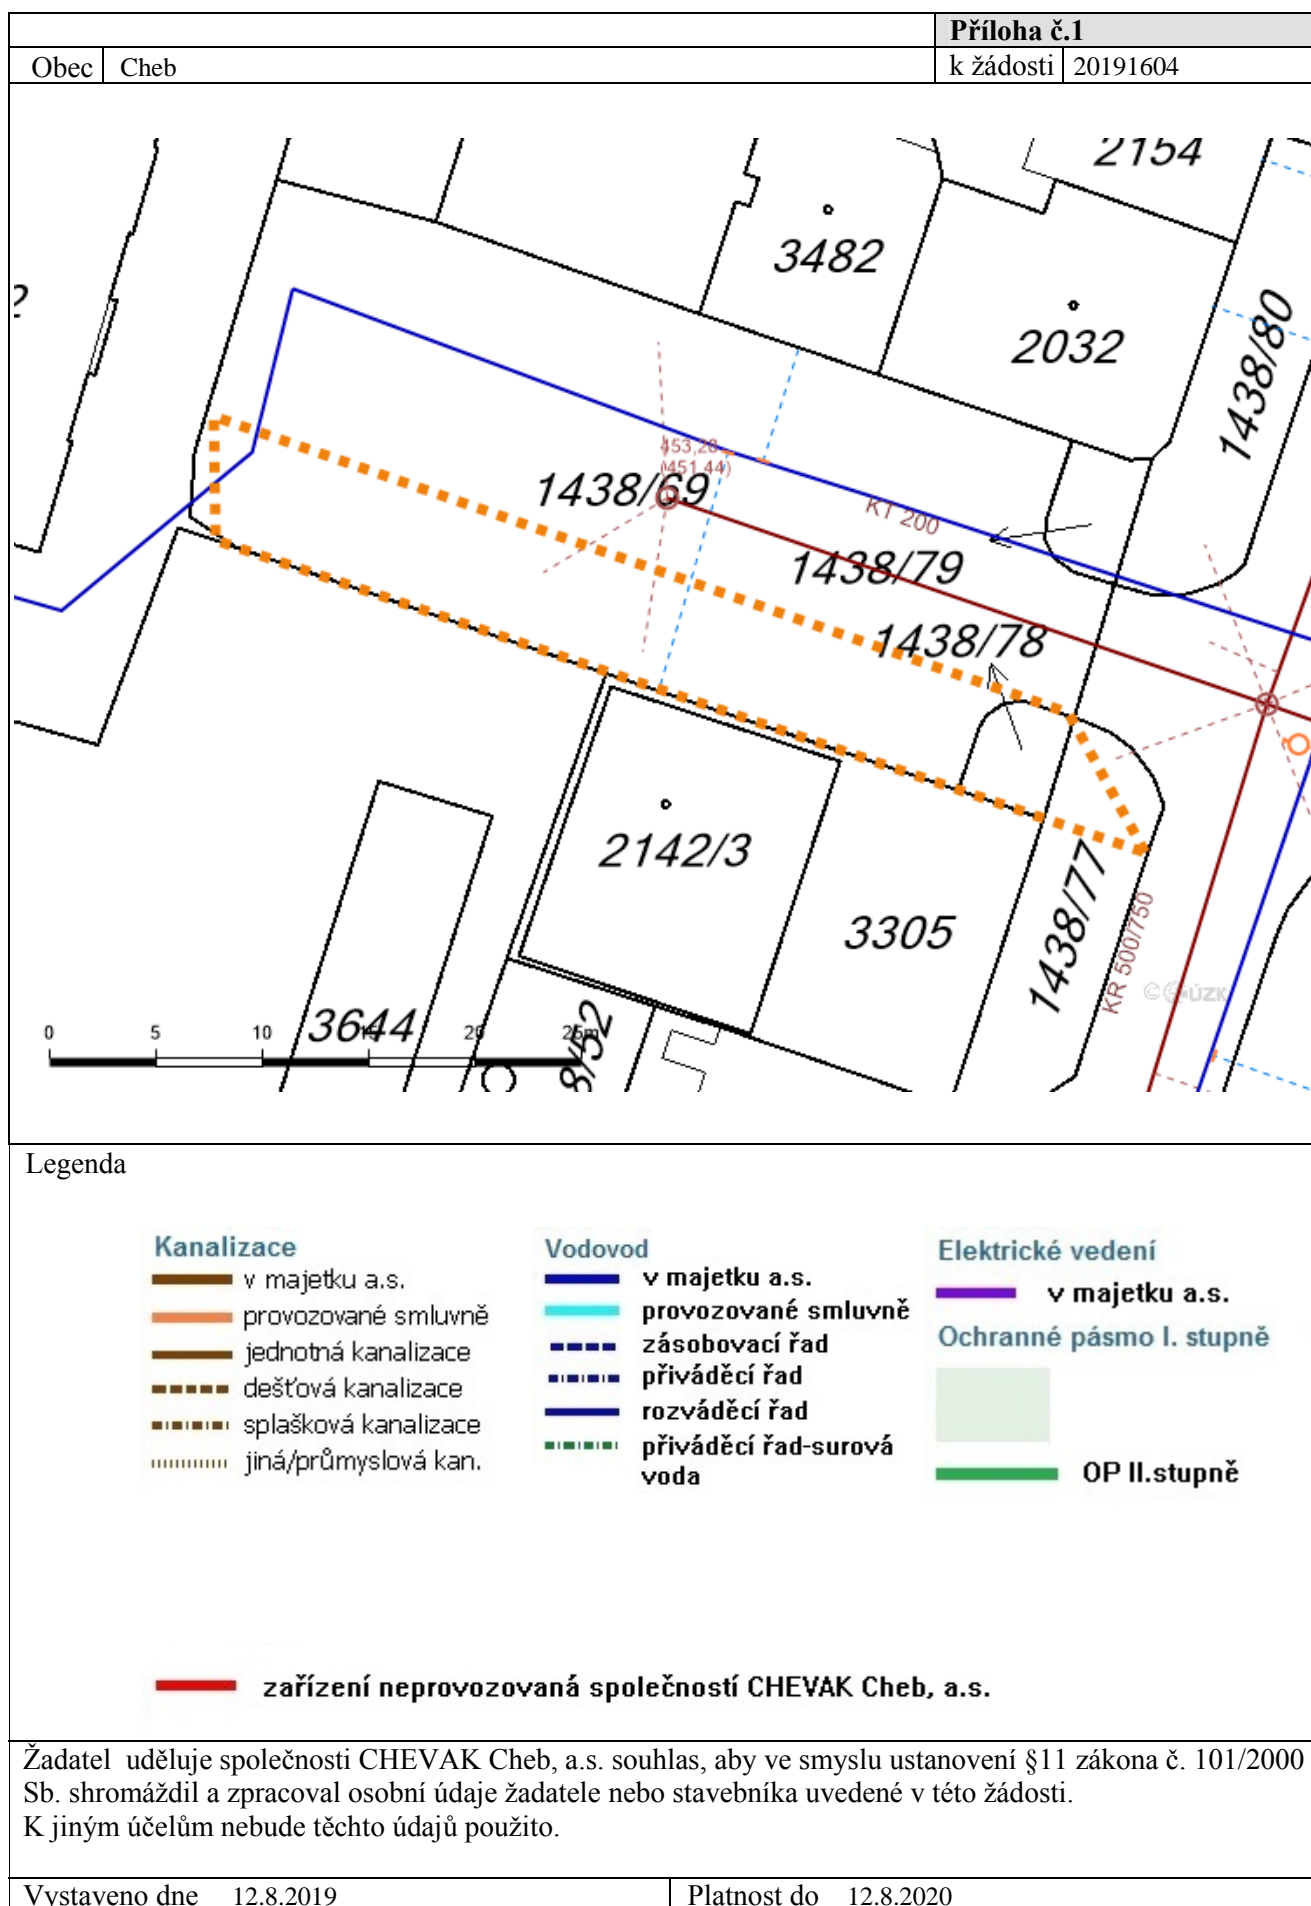 Příloha č.1
Obec Cheb k žádosti 20191604
2154
3482
2032
1438/80
2
453,28
(451,44)
1438/69
KT 200
1438/79
1438/78
2142/3
3305
1438/77
KR 500/750
3644
8/52
0 5 10 15 20 25m
Legenda
Kanalizace
v majetku a.s.
provozované smluvně
jednotná kanalizace
dešťová kanalizace
splašková kanalizace
jiná/průmyslová kan.
Vodovod
v majetku a.s.
provozované smluvně
zásobovací řad
přiváděcí řad
rozváděcí řad
přiváděcí řad-surová
voda
Elektrické vedení
v majetku a.s.
Ochranné pásmo I. stupně
OP II.stupně
zařízení neprovozovaná společností CHEVAK Cheb, a.s.
Žadatel uděluje společnosti CHEVAK Cheb, a.s. souhlas, aby ve smyslu ustanovení §11 zákona č. 101/2000
Sb. shromáždil a zpracoval osobní údaje žadatele nebo stavebníka uvedené v této žádosti.
K jiným účelům nebude těchto údajů použito.
Vystaveno dne 12.8.2019 Platnost do 12.8.2020